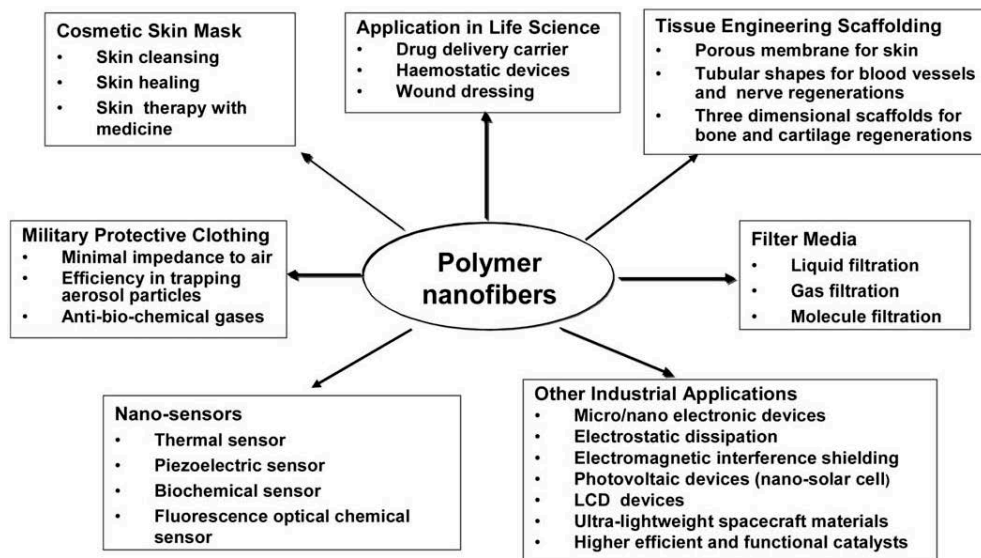 Cosmetic Skin Mask
• Skin cleansing
• Skin healing
• Skin therapy with
medicine
Application in Life Science
• Drug delivery carrier
• Haemostatic devices
• Wound dressing
Tissue Engineering Scaffolding
• Porous membrane for skin
• Tubular shapes for blood vessels
and nerve regenerations
• Three dimensional scaffolds for
bone and cartilage regenerations
Military Protective Clothing
• Minimal impedance to air
• Efficiency in trapping
aerosol particles
• Anti-bio-chemical gases
Polymer
nanofibers
Filter Media
• Liquid filtration
• Gas filtration
• Molecule filtration
Nano-sensors
• Thermal sensor
• Piezoelectric sensor
• Biochemical sensor
• Fluorescence optical chemical
sensor
Other Industrial Applications
• Micro/nano electronic devices
• Electrostatic dissipation
• Electromagnetic interference shielding
• Photovoltaic devices (nano-solar cell)
• LCD devices
• Ultra-lightweight spacecraft materials
• Higher efficient and functional catalysts